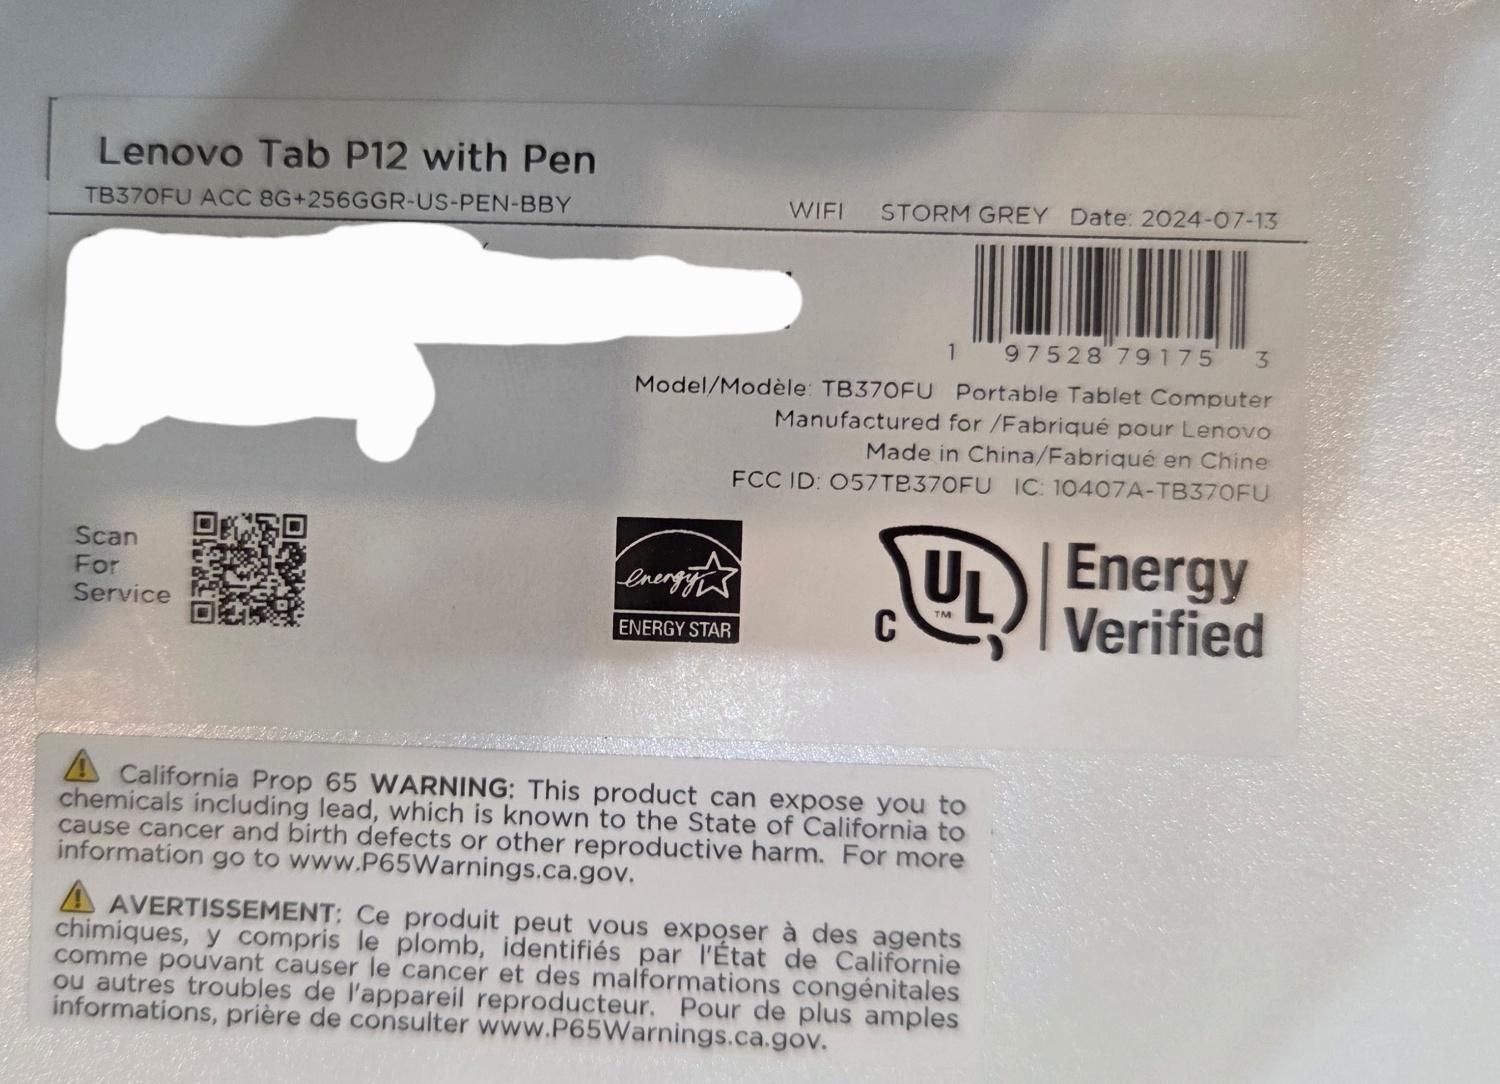 Lenovo Tab P12 with Pen
TB370FU ACC 8G+256GGR-US-PEN-BBY
WIFI STORM GREY Date: 2024-07-13
1 97528 79175 3
Model/Modèle: TB370FU Portable Tablet Computer
Manufactured for /Fabriqué pour Lenovo
Made in China/Fabriqué en Chine
FCC ID: O57TB370FU IC: 10407A-TB370FU
Scan
For
Service
energy
ENERGY STAR
C UL ™
Energy
Verified
California Prop 65 WARNING: This product can expose you to
chemicals including lead, which is known to the State of California to
cause cancer and birth defects or other reproductive harm. For more
information go to www.P65Warnings.ca.gov.
AVERTISSEMENT: Ce produit peut vous exposer à des agents
chimiques, y compris le plomb, identifiés par l'État de Californie
comme pouvant causer le cancer et des malformations congénitales
ou autres troubles de l'appareil reproducteur. Pour de plus amples
informations, prière de consulter www.P65Warnings.ca.gov.